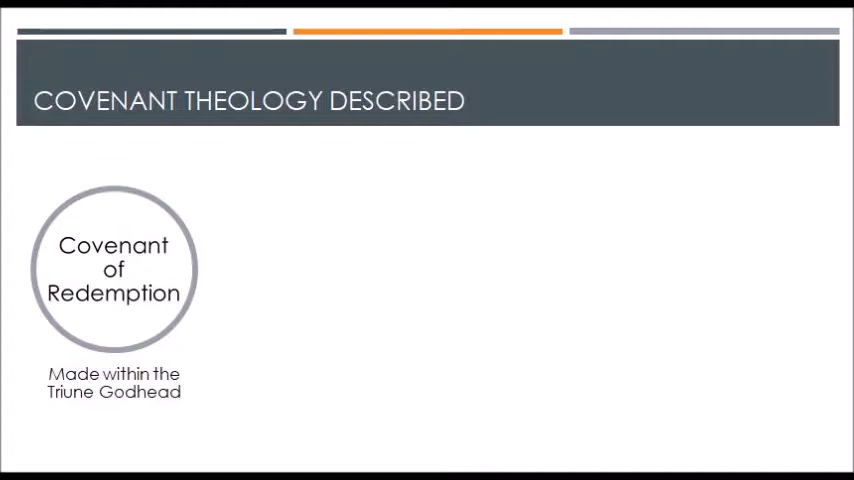 COVENANT THEOLOGY DESCRIBED
Covenant
of
Redemption
Made within the
Triune Godhead